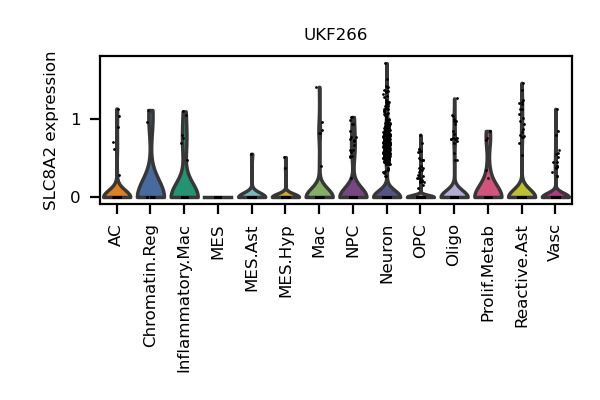 UKF266
SLC8A2 expression
1
0
AC
Chromatin.Reg
Inflammatory.Mac
MES
MES.Ast
MES.Hyp
Mac
NPC
Neuron
OPC
Oligo
Prolif.Metab
Reactive.Ast
Vasc